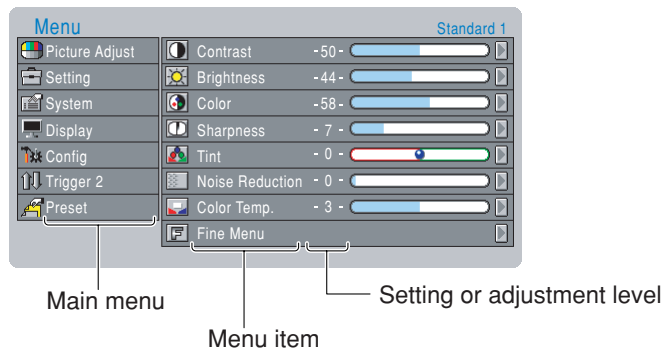 Menu
Standard 1
Picture Adjust
Setting
System
Display
Config
Trigger 2
Preset
Contrast -50-
Brightness -44-
Color -58-
Sharpness - 7 -
Tint - 0 -
Noise Reduction - 0 -
Color Temp. - 3 -
F Fine Menu
Main menu
Menu item
Setting or adjustment level